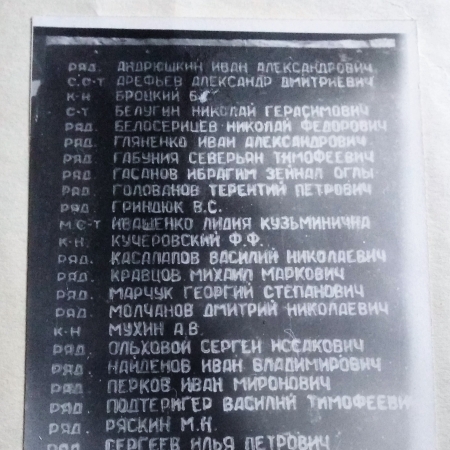 РЯД. АНДРЮШКИН ИВАН АЛЕКСАНДРОВИЧ
С.С-Т АРЕФЬЕВ АЛЕКСАНДР ДМИТРИЕВИЧ
К-Н БРОЦКИЙ
С-Т БЕЛУГИН НИКОЛАЙ ГЕРАСИМОВИЧ
РЯД. БЕЛОСЕРЦЕВ НИКОЛАЙ ФЕДОРОВИЧ
РЯД. ГЛЯНЕНКО ИВАН АЛЕКСАНДРОВИЧ
РЯД. ГАБУНИЯ СЕВЕРЬЯН ТИМОФЕЕВИЧ
РЯД. ГАСАНОВ ИБРАГИМ ЗЕЙНАЛ ОГЛЫ
РЯД. ГОЛОВАНОВ ТЕРЕНТИЙ ПЕТРОВИЧ
РЯД. ГРИНДЮК В.С.
М.С-Т ИВАЩЕНКО ЛИДИЯ КУЗЬМИНИЧНА
К-Н. КУЧЕРОВСКИЙ Ф.Ф.
РЯД. КАСАЛАПОВ ВАСИЛИЙ НИКОЛАЕВИЧ
РЯД. КРАВЦОВ МИХАИЛ МАРКОВИЧ
РЯД. МАРЧУК ГЕОРГИЙ СТЕПАНОВИЧ
РЯД. МОЛЧАНОВ ДМИТРИЙ НИКОЛАЕВИЧ
К-Н МУХИН А.В.
РЯД. ОЛЬХОВОЙ СЕРГЕЙ ИССАКОВИЧ
РЯД. НАЙДЕНОВ ИВАН ВЛАДИМИРОВИЧ
РЯД. ПЕРКОВ ИВАН МИРОНОВИЧ
РЯД. ПОДТЕРИГЕР ВАСИЛИЙ ТИМОФЕЕВИ
РЯД. РЯСКИН М.Н.
РЯД. СЕРГЕЕВ ИЛЬЯ ПЕТРОВИЧ